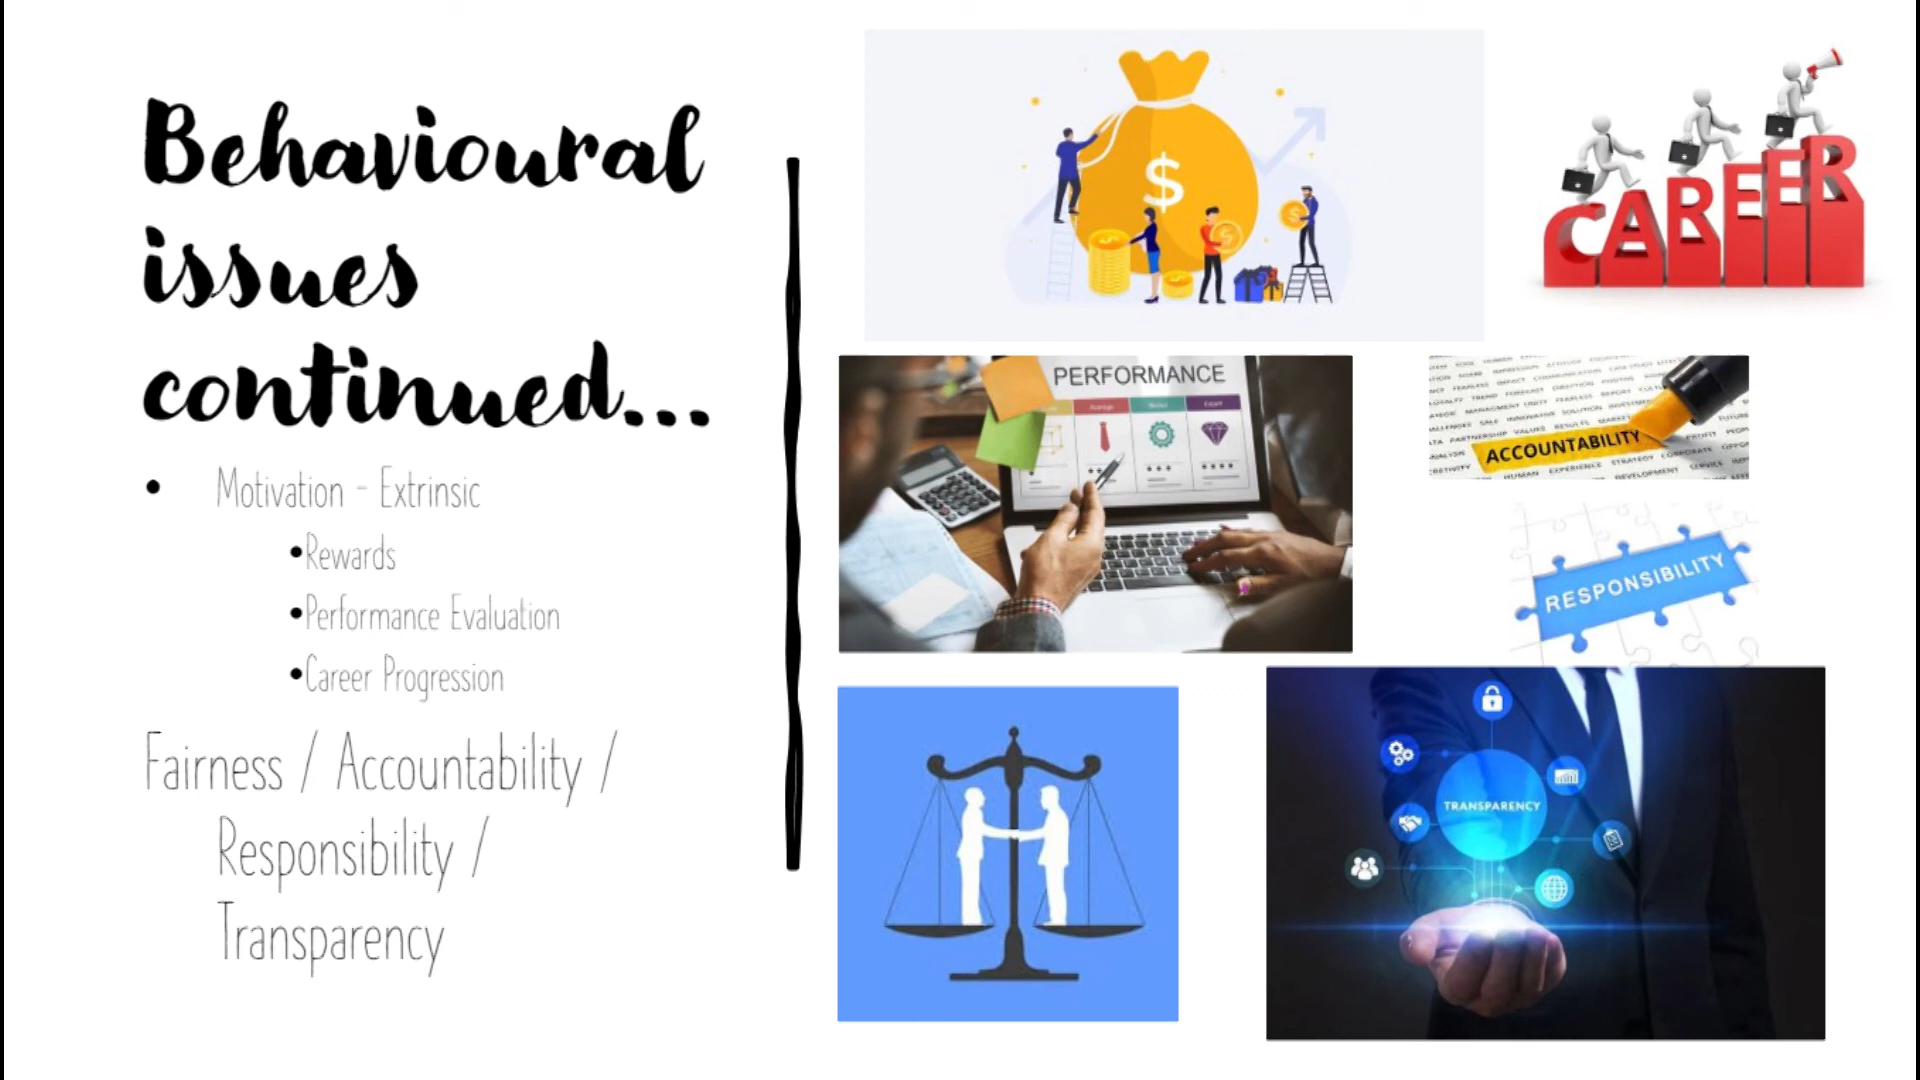 Behavioural
issues
continued...
• Motivation - Extrinsic
•Rewards
•Performance Evaluation
•Career Progression
Fairness / Accountability /
Responsibility /
Transparency
$
CAREER
PERFORMANCE
ACCOUNTABILITY
RESPONSIBILITY
TRANSPARENCY